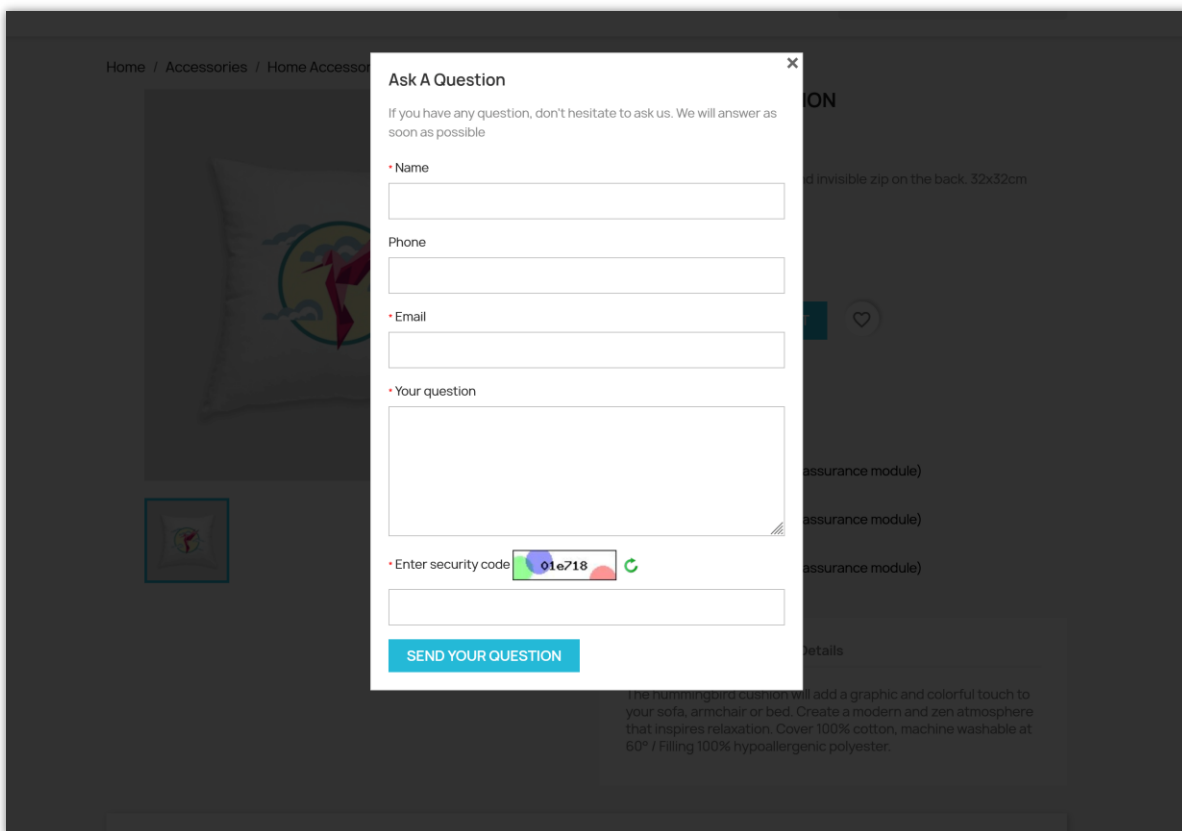 Home / Accessories / Home Accessor
Ask A Question
If you have any question, don't hesitate to ask us. We will answer as
soon as possible
* Name
Phone
* Email
* Your question
* Enter security code 01e718
SEND YOUR QUESTION
ION
d invisible zip on the back. 32x32cm
T
assurance module)
assurance module)
assurance module)
Details
The hummingbird cushion will add a graphic and colorful touch to
your sofa, armchair or bed. Create a modern and zen atmosphere
that inspires relaxation. Cover 100% cotton, machine washable at
60° / Filling 100% hypoallergenic polyester.